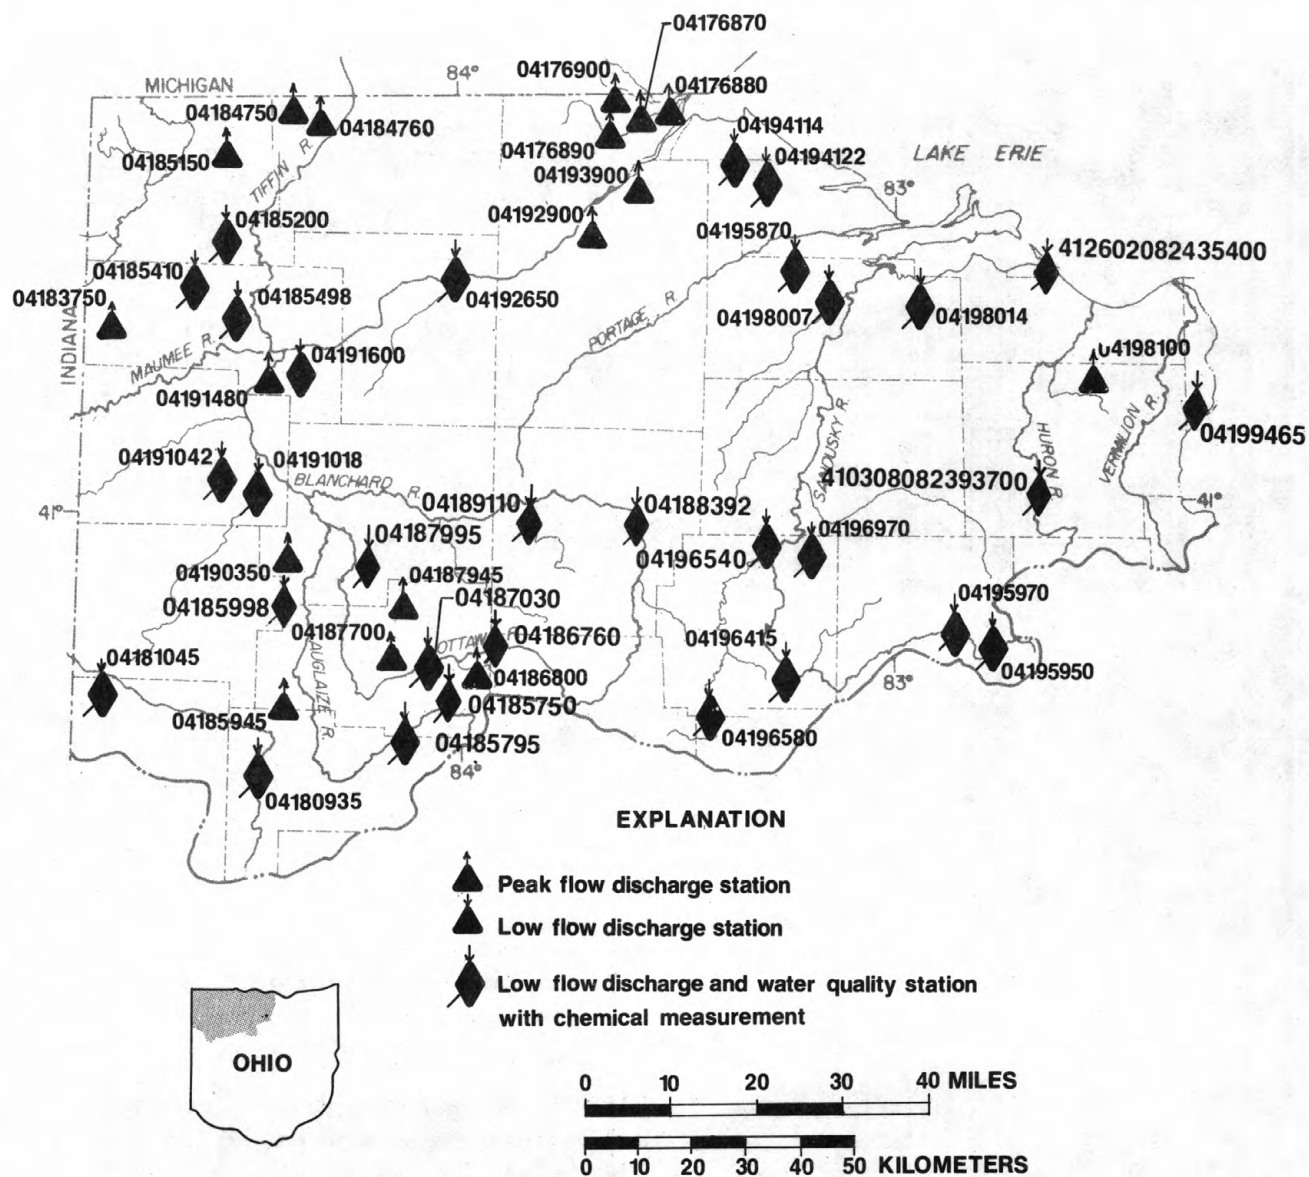 04176870
04176900
04176880
MICHIGAN
84°
04184750
04184760
04194114
04185150
04176890
04194122
LAKE ERIE
TIFFIN R.
04193900
83°
04185200
04192900
04195870
412602082435400
04185410
04183750
04185498
04192650
04198007
04198014
INDIANA
MAUMEE R.
PORTAGE R.
04191600
04198100
04191480
SANDUSKY R.
HURON R.
VERMILION R.
04199465
04191042
04191018
BLANCHARD R.
410308082393700
41°
04189110
04188392
41°
04187995
04196540
04196970
04190350
04187945
04185998
04187030
04195970
04187700
OTTAWA R.
04186760
04196415
AUGLAIZE R.
04181045
04186800
83°
04195950
04185945
04185750
04196580
04185795
84°
04180935
EXPLANATION
Peak flow discharge station
Low flow discharge station
Low flow discharge and water quality station
with chemical measurement
OHIO
0 10 20 30 40 MILES
0 10 20 30 40 50 KILOMETERS